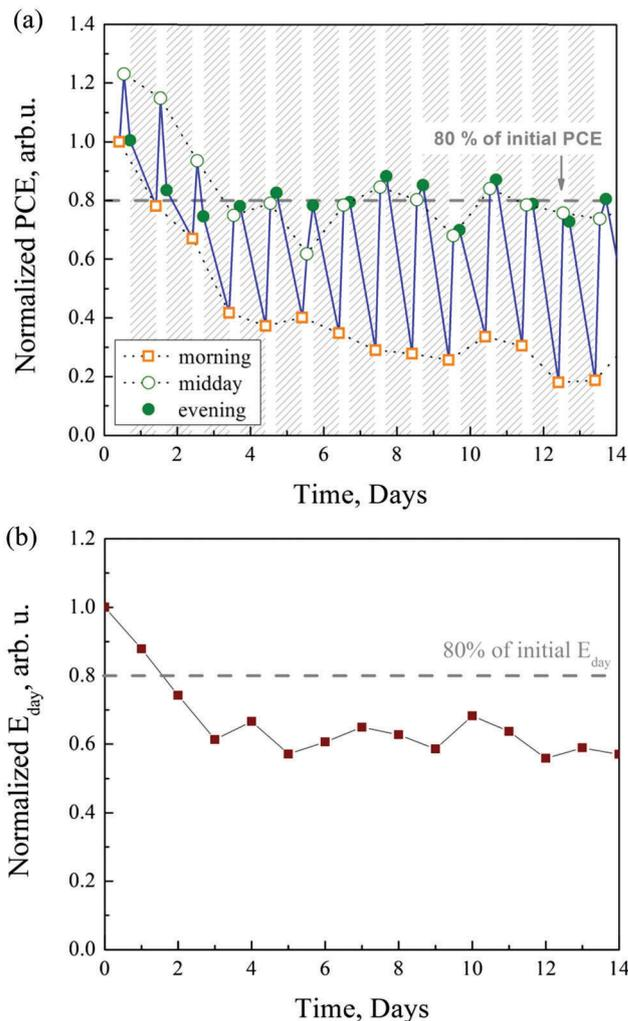 (a)
1.4
1.2
1.0
0.8
0.6
0.4
0.2
0.0
Normalized PCE, arb.u.
80 % of initial PCE
morning
midday
evening
0 2 4 6 8 10 12 14
Time, Days
(b)
1.2
1.0
0.8
0.6
0.4
0.2
0.0
Normalized E_day, arb. u.
80% of initial E_day
0 2 4 6 8 10 12 14
Time, Days